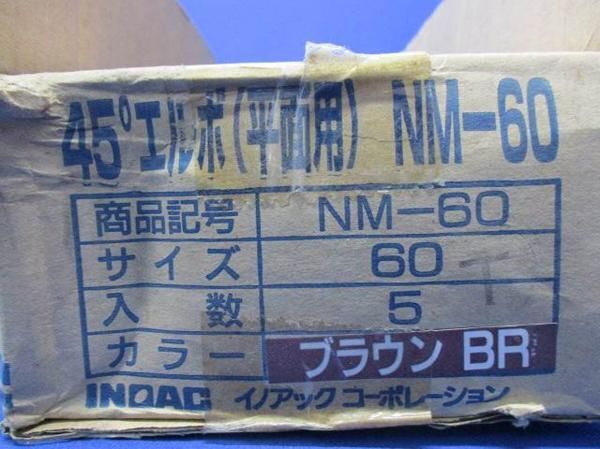 45°エルボ(平面用) NM-60
商品記号 NM-60
サイズ 60
入数 5
カラー ブラウン BR
INOAC イノアックコーポレーション